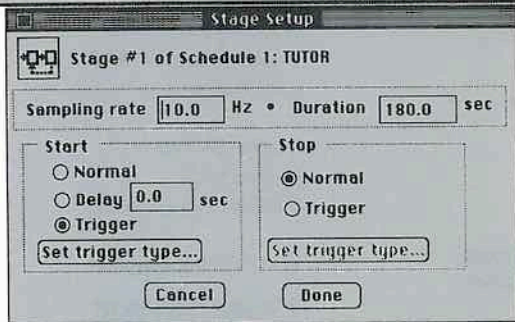 Stage Setup
Stage #1 of Schedule 1: TUTOR
Sampling rate 10.0 Hz • Duration 180.0 sec
Start
Normal
Delay 0.0 sec
Trigger
Set trigger type...
Stop
Normal
Trigger
Set trigger type...
Cancel
Done